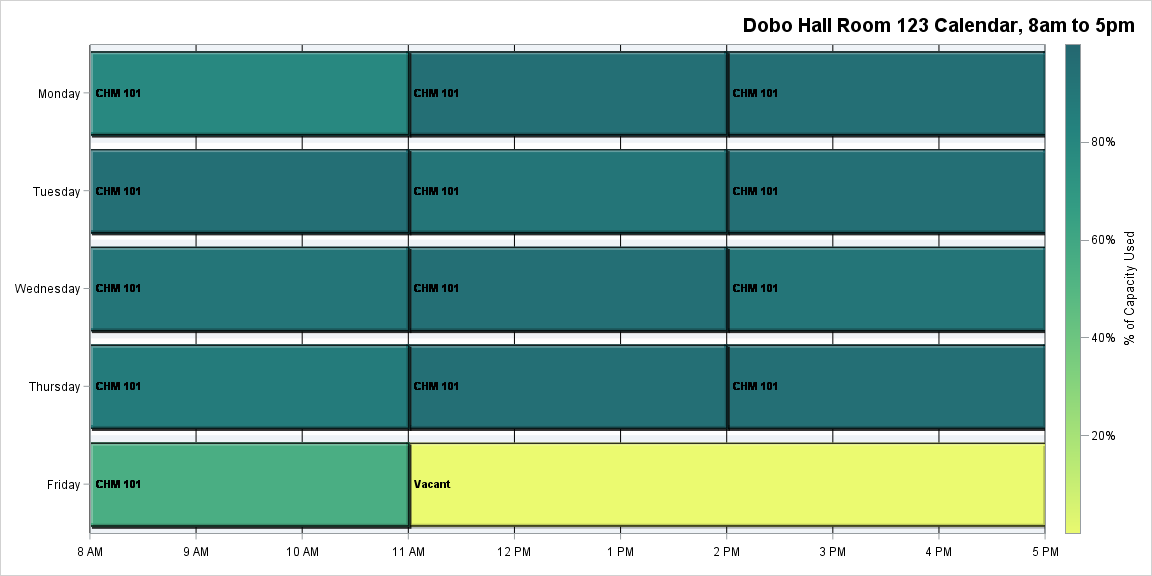 Dobo Hall Room 123 Calendar, 8am to 5pm
Monday
CHM 101
CHM 101
CHM 101
Tuesday
CHM 101
CHM 101
CHM 101
Wednesday
CHM 101
CHM 101
CHM 101
Thursday
CHM 101
CHM 101
CHM 101
Friday
CHM 101
Vacant
8 AM
9 AM
10 AM
11 AM
12 PM
1 PM
2 PM
3 PM
4 PM
5 PM
80%
60%
40%
20%
% of Capacity Used